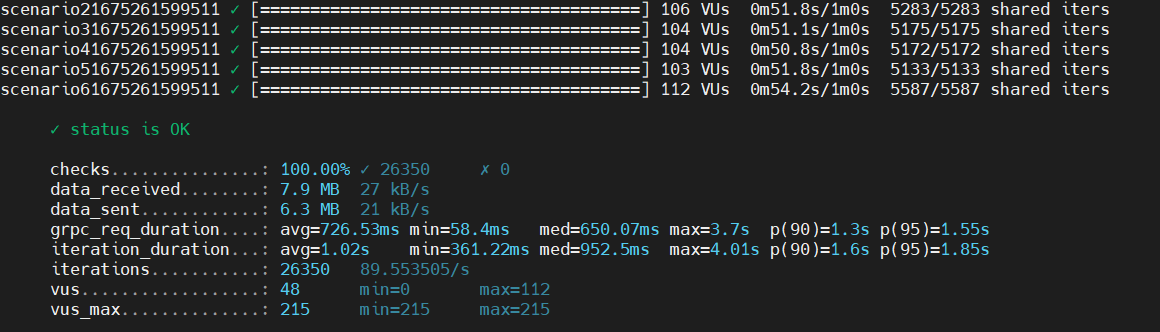 scenario21675261599511 ✓ [======================================] 106 VUs  0m51.8s/1m0s  5283/5283 shared iters
scenario31675261599511 ✓ [======================================] 104 VUs  0m51.1s/1m0s  5175/5175 shared iters
scenario41675261599511 ✓ [======================================] 104 VUs  0m50.8s/1m0s  5172/5172 shared iters
scenario51675261599511 ✓ [======================================] 103 VUs  0m51.8s/1m0s  5133/5133 shared iters
scenario61675261599511 ✓ [======================================] 112 VUs  0m54.2s/1m0s  5587/5587 shared iters
✓ status is OK
checks...............: 100.00% ✓ 26350     ✗ 0
data_received........: 7.9 MB  27 kB/s
data_sent............: 6.3 MB  21 kB/s
grpc_req_duration....: avg=726.53ms min=58.4ms   med=650.07ms max=3.7s  p(90)=1.3s p(95)=1.55s
iteration_duration...: avg=1.02s    min=361.22ms med=952.5ms  max=4.01s p(90)=1.6s p(95)=1.85s
iterations...........: 26350   89.553505/s
vus..................: 48      min=0       max=112
vus_max..............: 215     min=215     max=215